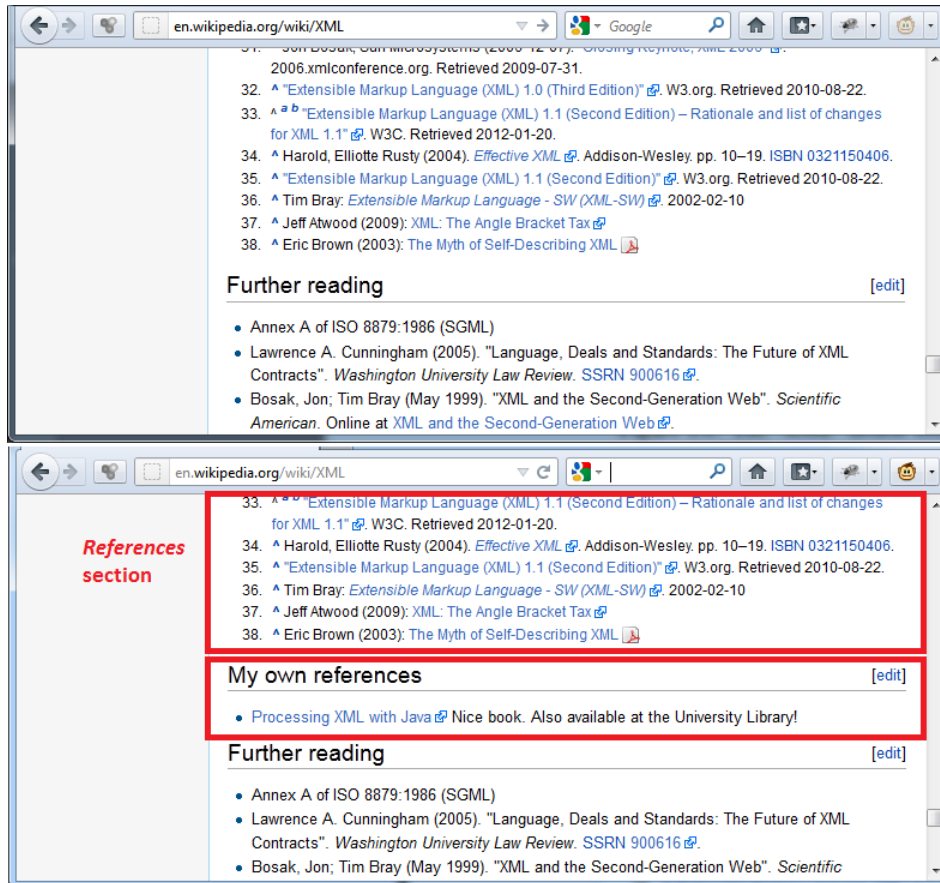 en.wikipedia.org/wiki/XML Google
2006.xmlconference.org. Retrieved 2009-07-31.
32. ^ "Extensible Markup Language (XML) 1.0 (Third Edition)". W3.org. Retrieved 2010-08-22.
33. ^ a b "Extensible Markup Language (XML) 1.1 (Second Edition) – Rationale and list of changes
for XML 1.1". W3C. Retrieved 2012-01-20.
34. ^ Harold, Elliotte Rusty (2004). Effective XML. Addison-Wesley. pp. 10–19. ISBN 0321150406.
35. ^ "Extensible Markup Language (XML) 1.1 (Second Edition)". W3.org. Retrieved 2010-08-22.
36. ^ Tim Bray: Extensible Markup Language - SW (XML-SW). 2002-02-10
37. ^ Jeff Atwood (2009): XML: The Angle Bracket Tax
38. ^ Eric Brown (2003): The Myth of Self-Describing XML
Further reading [edit]
• Annex A of ISO 8879:1986 (SGML)
• Lawrence A. Cunningham (2005). "Language, Deals and Standards: The Future of XML
Contracts". Washington University Law Review. SSRN 900616.
• Bosak, Jon; Tim Bray (May 1999). "XML and the Second-Generation Web". Scientific
American. Online at XML and the Second-Generation Web.
en.wikipedia.org/wiki/XML
33. ^ a b "Extensible Markup Language (XML) 1.1 (Second Edition) – Rationale and list of changes
for XML 1.1". W3C. Retrieved 2012-01-20.
34. ^ Harold, Elliotte Rusty (2004). Effective XML. Addison-Wesley. pp. 10–19. ISBN 0321150406.
35. ^ "Extensible Markup Language (XML) 1.1 (Second Edition)". W3.org. Retrieved 2010-08-22.
36. ^ Tim Bray: Extensible Markup Language - SW (XML-SW). 2002-02-10
37. ^ Jeff Atwood (2009): XML: The Angle Bracket Tax
38. ^ Eric Brown (2003): The Myth of Self-Describing XML
References
section
My own references [edit]
• Processing XML with Java Nice book. Also available at the University Library!
Further reading [edit]
• Annex A of ISO 8879:1986 (SGML)
• Lawrence A. Cunningham (2005). "Language, Deals and Standards: The Future of XML
Contracts". Washington University Law Review. SSRN 900616.
• Bosak, Jon; Tim Bray (May 1999). "XML and the Second-Generation Web". Scientific